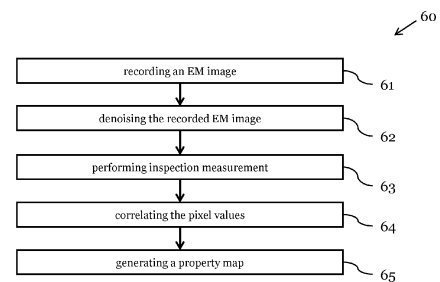 60
recording an EM image
61
denoising the recorded EM image
62
performing inspection measurement
63
correlating the pixel values
64
generating a property map
65